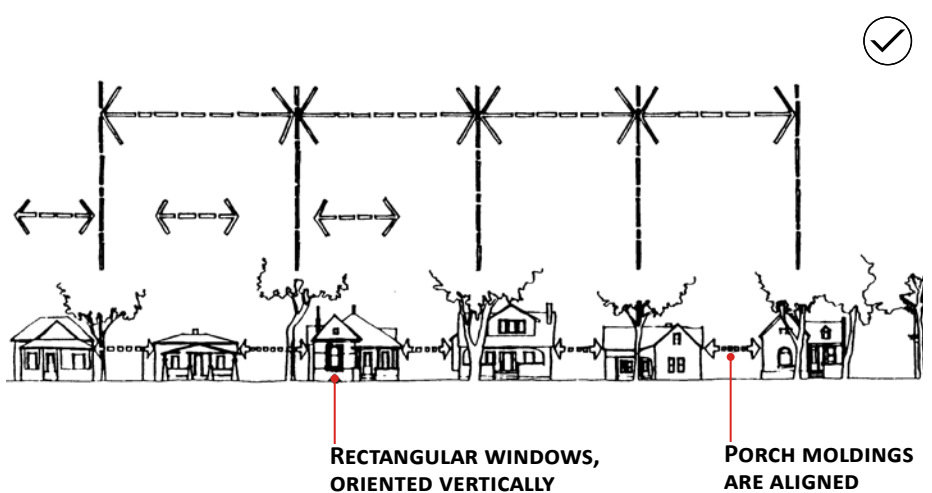 RECTANGULAR WINDOWS,
ORIENTED VERTICALLY
PORCH MOLDINGS
ARE ALIGNED